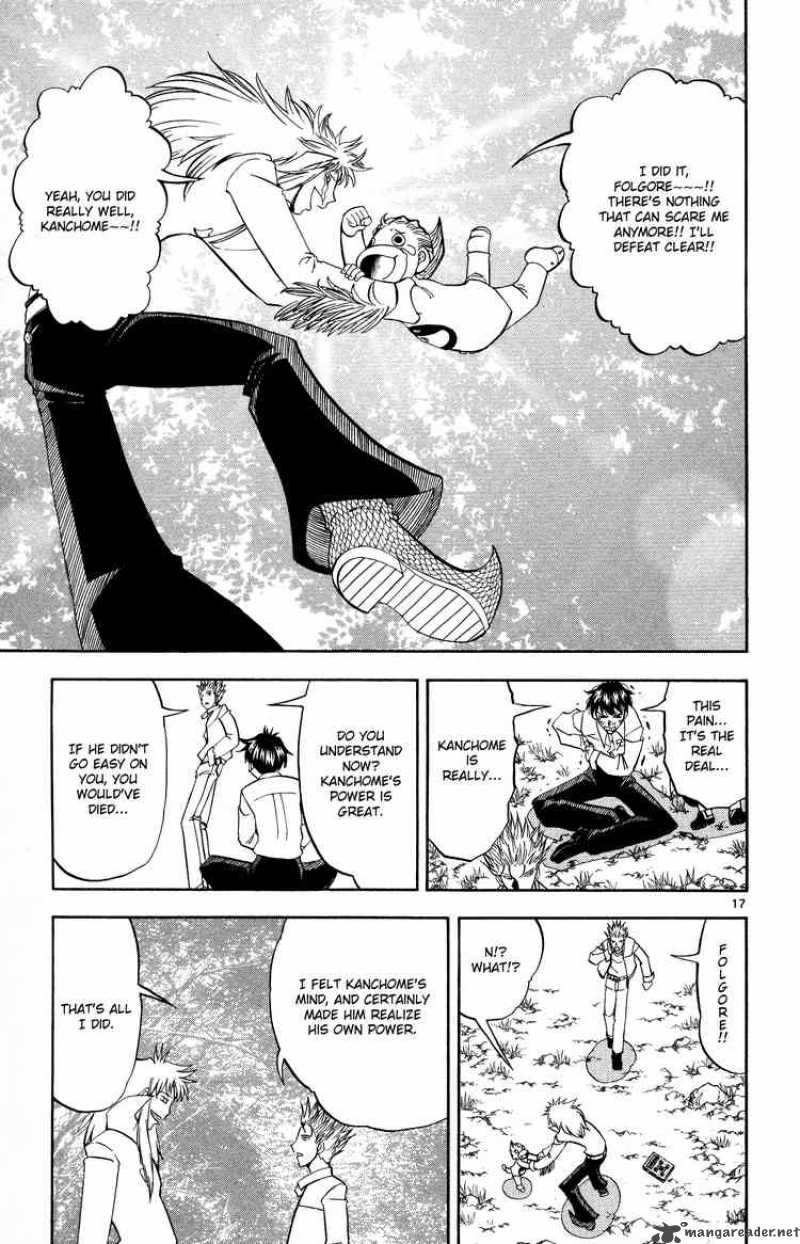 I DID IT,
FOLGORE~~~!!
THERE'S NOTHING
THAT CAN SCARE ME
ANYMORE!! I'LL
DEFEAT CLEAR!!
YEAH, YOU DID
REALLY WELL,
KANCHOME~~!!
THIS
PAIN...
IT'S THE
REAL
DEAL...
KANCHOME
IS
REALLY...
DO YOU
UNDERSTAND
NOW?
KANCHOME'S
POWER IS
GREAT.
IF HE DIDN'T
GO EASY ON
YOU, YOU
WOULD'VE
DIED...
17
FOLGORE!!
N!?
WHAT!?
I FELT KANCHOME'S
MIND, AND CERTAINLY
MADE HIM REALIZE
HIS OWN POWER.
THAT'S ALL
I DID.
mangareader.net